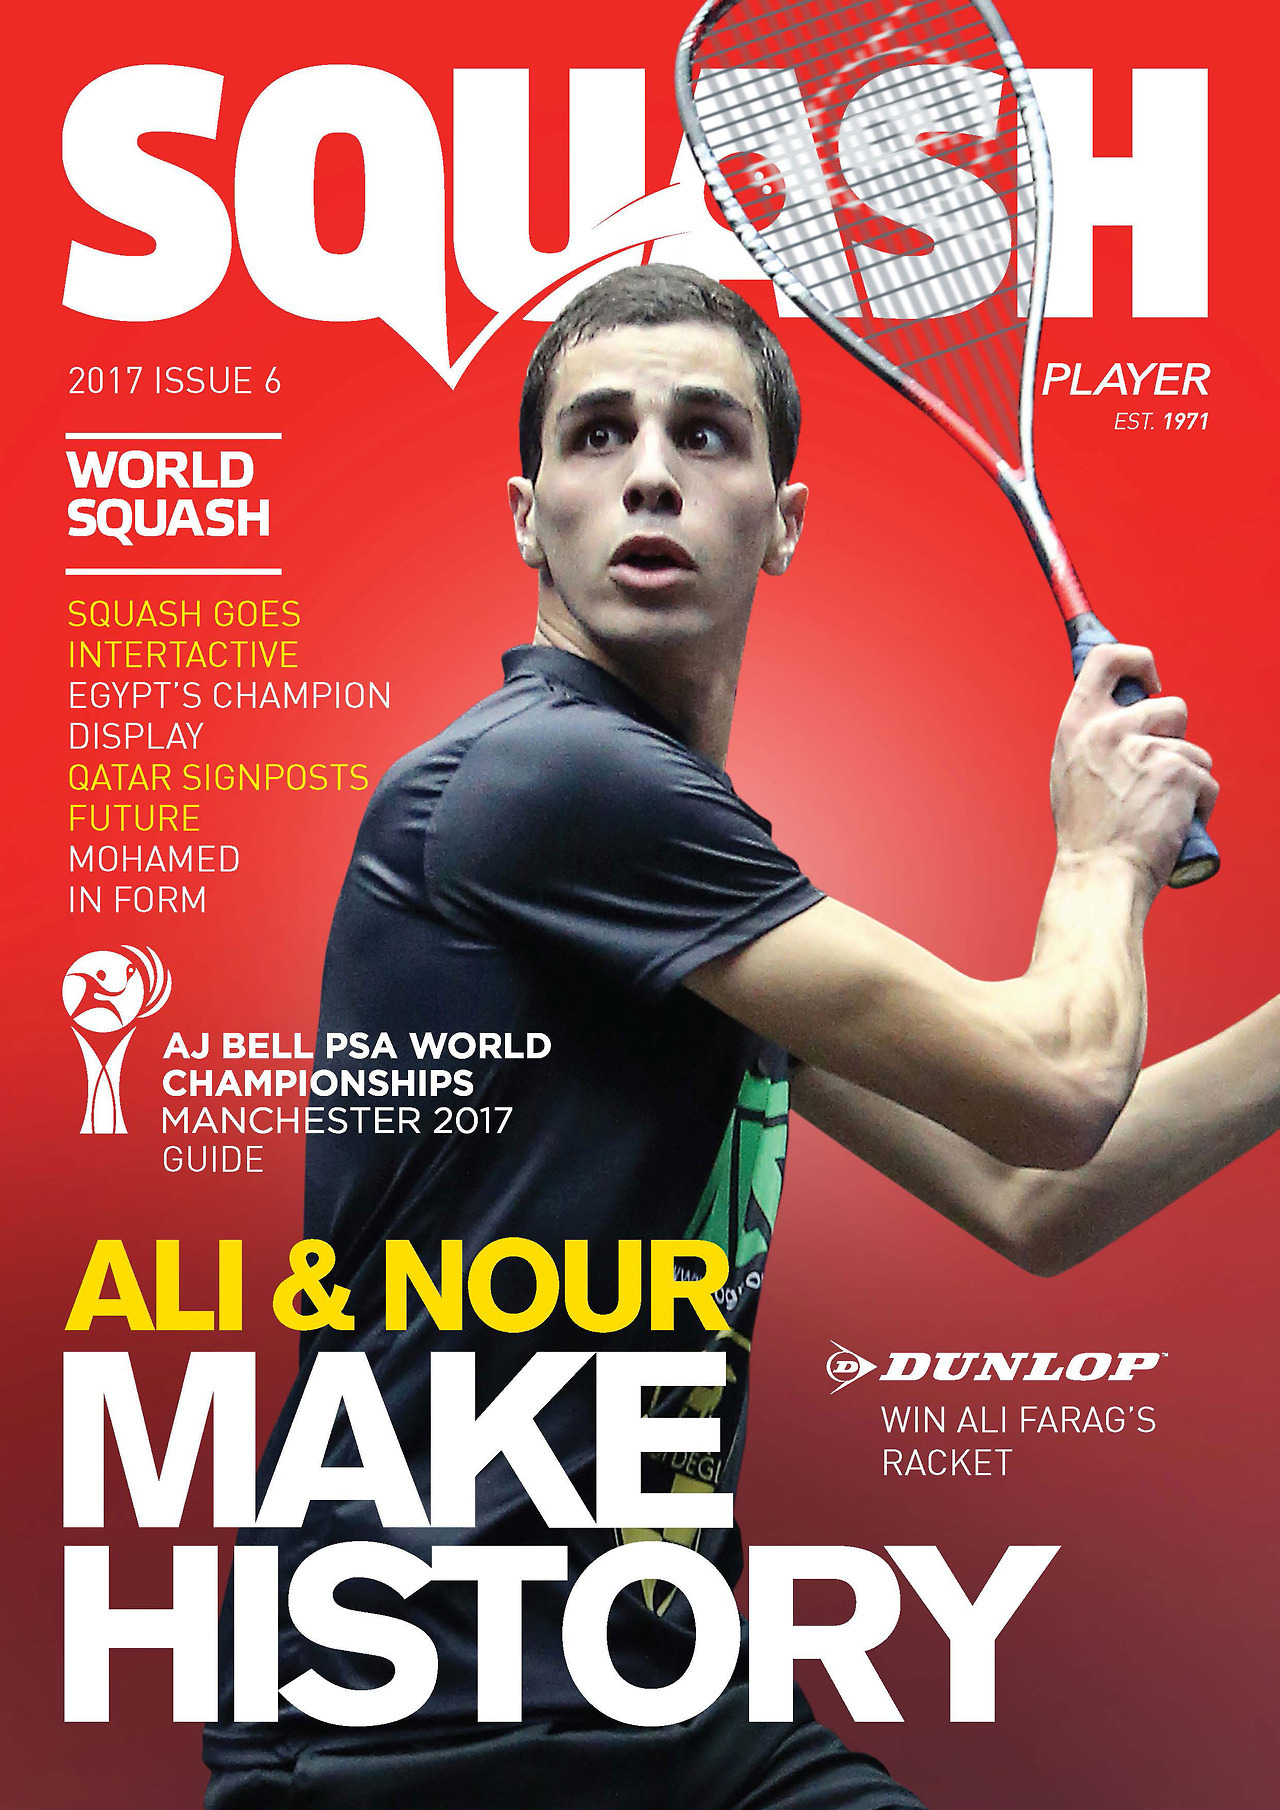 SQUASH
PLAYER
EST. 1971
2017 ISSUE 6
WORLD
SQUASH
SQUASH GOES
INTERTACTIVE
EGYPT'S CHAMPION
DISPLAY
QATAR SIGNPOSTS
FUTURE
MOHAMED
IN FORM
AJ BELL PSA WORLD
CHAMPIONSHIPS
MANCHESTER 2017
GUIDE
ALI & NOUR
MAKE
HISTORY
D DUNLOP™
WIN ALI FARAG'S
RACKET